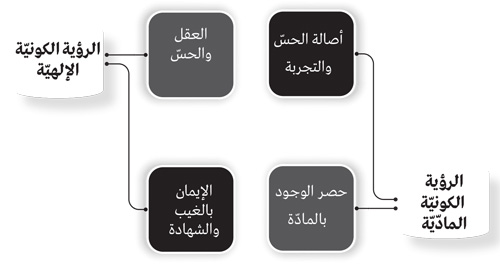 أصالة الحسّ
والتجربة
العقل
والحسّ
الرؤية الكونيّة
الإلهيّة
حصر الوجود
بالمادّة
الإيمان
بالغيب
والشهادة
الرؤية
الكونيّة
المادّيّة